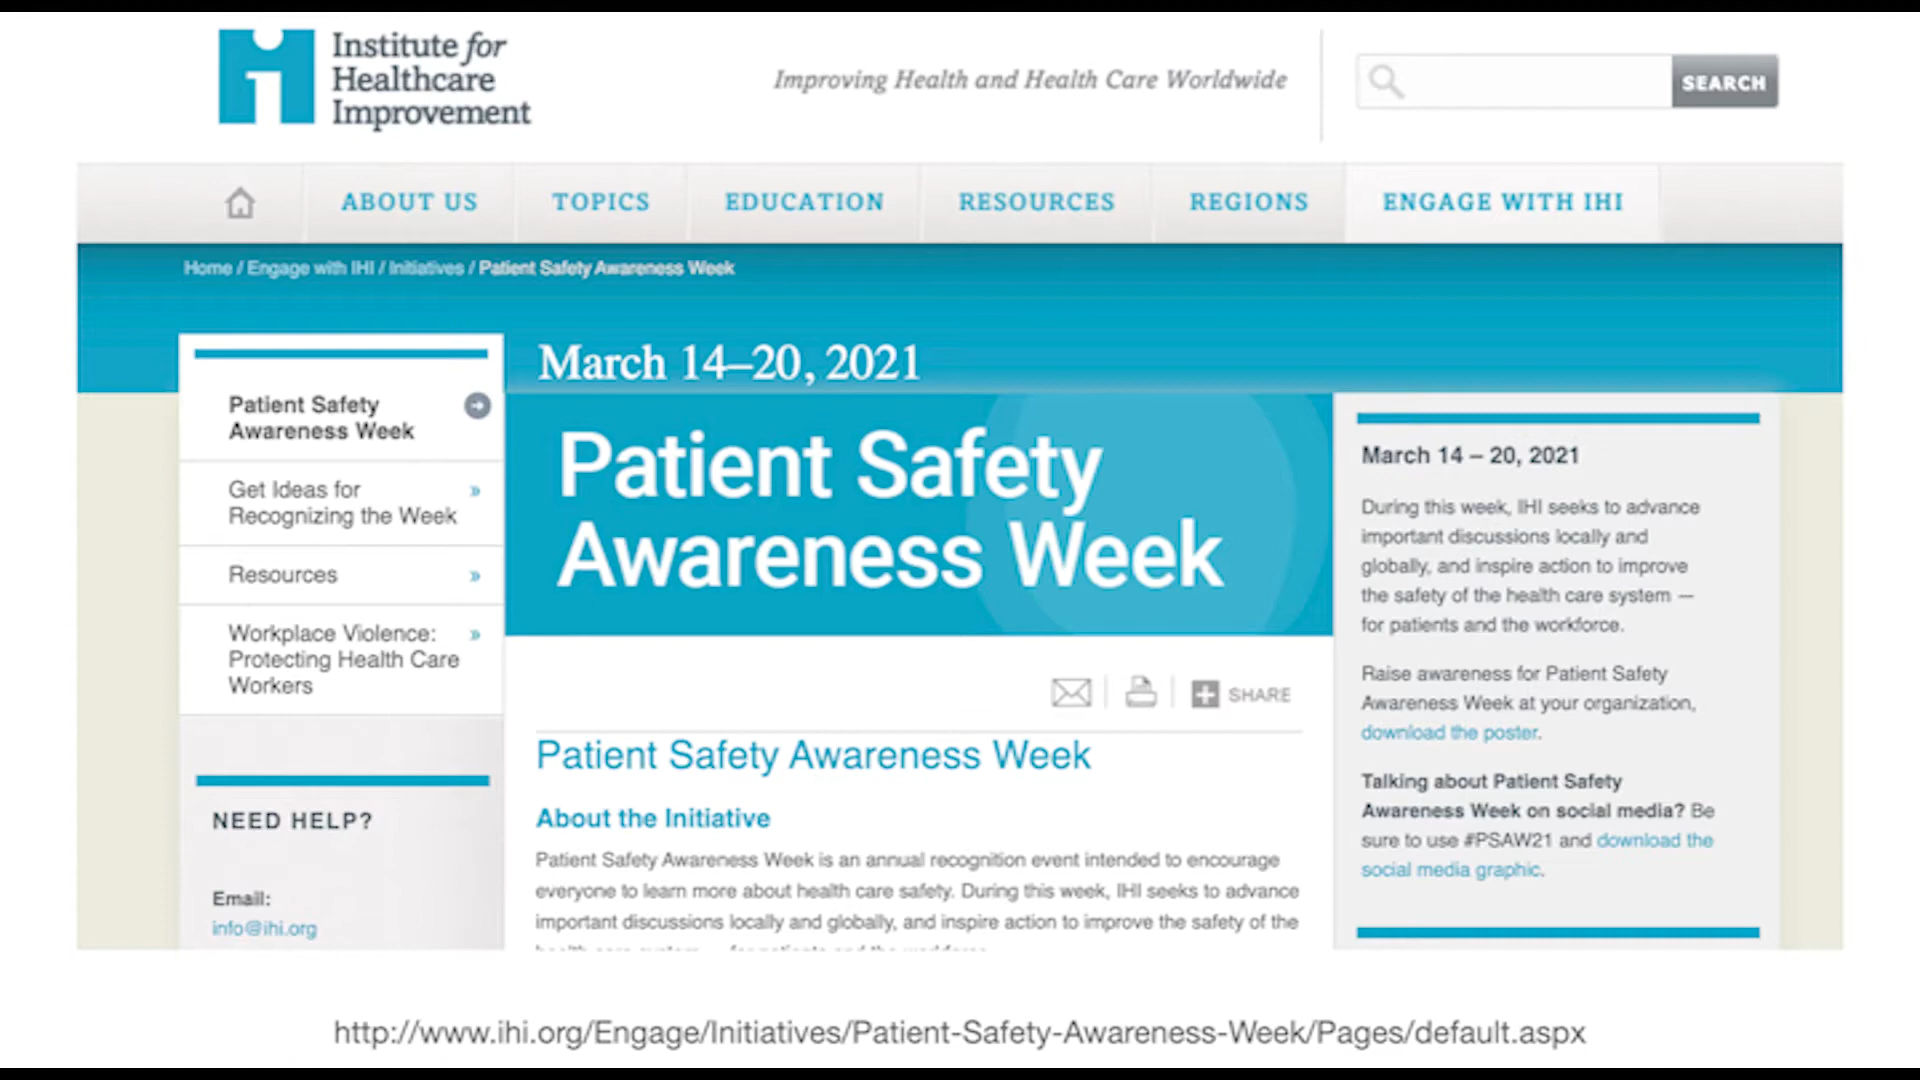 Institute for
Healthcare
Improvement
Improving Health and Health Care Worldwide
SEARCH
ABOUT US
TOPICS
EDUCATION
RESOURCES
REGIONS
ENGAGE WITH IHI
Home / Engage with IHI / Initiatives / Patient Safety Awareness Week
Patient Safety
Awareness Week
Get Ideas for
Recognizing the Week
Resources
Workplace Violence:
Protecting Health Care
Workers
NEED HELP?
Email:
info@ihi.org
March 14–20, 2021
Patient Safety
Awareness Week
SHARE
Patient Safety Awareness Week
About the Initiative
Patient Safety Awareness Week is an annual recognition event intended to encourage
everyone to learn more about health care safety. During this week, IHI seeks to advance
important discussions locally and globally, and inspire action to improve the safety of the
March 14 – 20, 2021
During this week, IHI seeks to advance
important discussions locally and
globally, and inspire action to improve
the safety of the health care system —
for patients and the workforce.
Raise awareness for Patient Safety
Awareness Week at your organization,
download the poster.
Talking about Patient Safety
Awareness Week on social media? Be
sure to use #PSAW21 and download the
social media graphic.
http://www.ihi.org/Engage/Initiatives/Patient-Safety-Awareness-Week/Pages/default.aspx